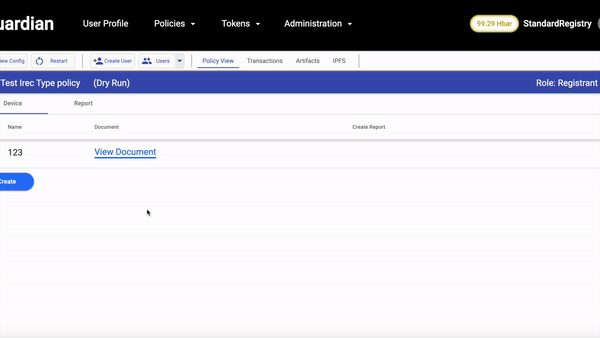 uardian User Profile Policies Tokens Administration 99.29 Hbar StandardRegistry
iew Config Restart Create User Users Policy View Transactions Artifacts IPFS
Test Irec Type policy (Dry Run) Role: Registrant
Device Report
Name Document Create Report
123 View Document
Create